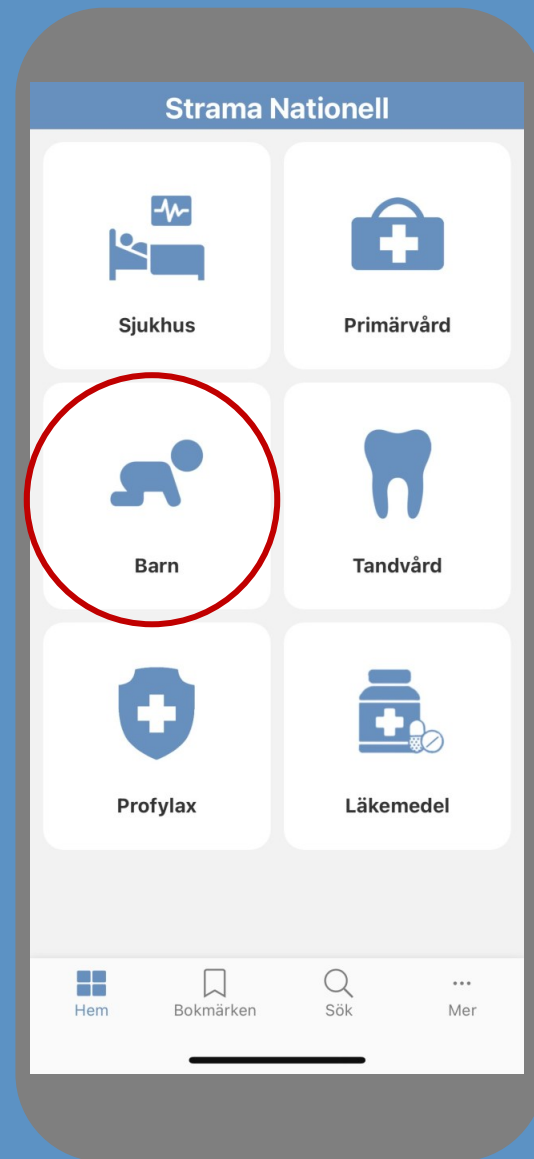 Strama Nationell
Sjukhus
Primärvård
Barn
Tandvård
Profylax
Läkemedel
Hem
Bokmärken
Sök
Mer